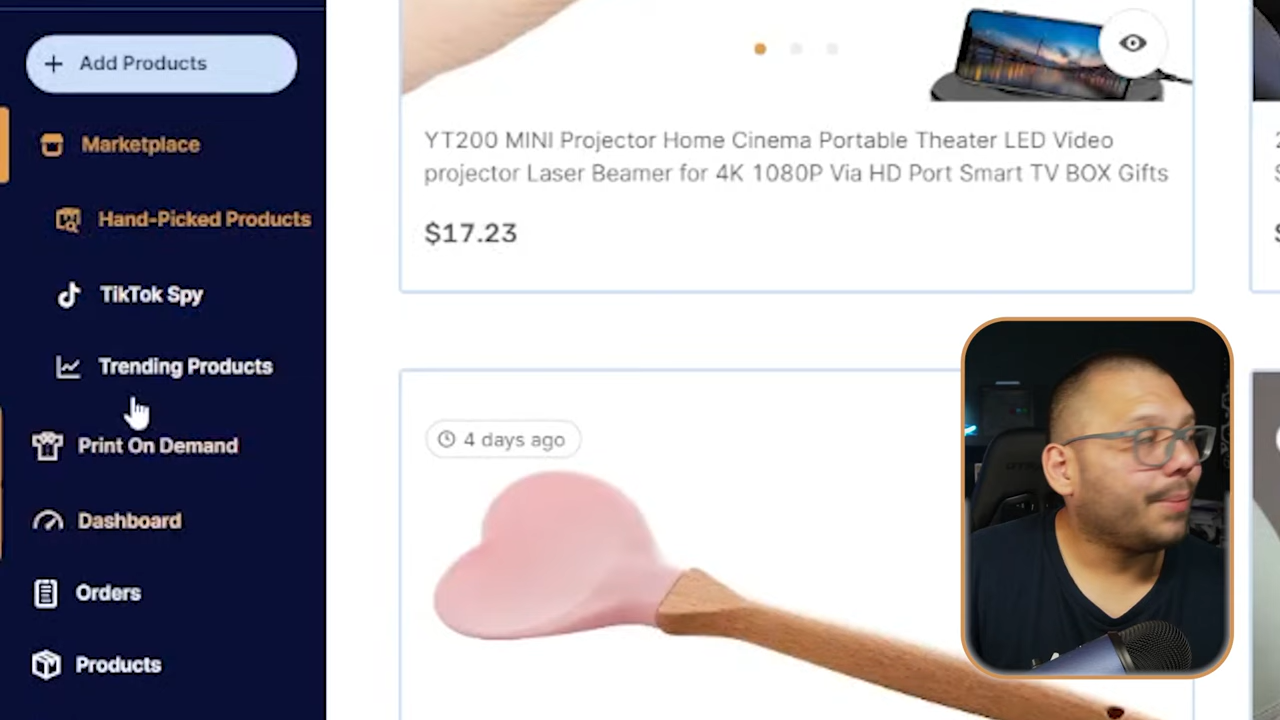 Add Products
Marketplace
Hand-Picked Products
TikTok Spy
Trending Products
Print On Demand
Dashboard
Orders
Products
YT200 MINI Projector Home Cinema Portable Theater LED Video
projector Laser Beamer for 4K 1080P Via HD Port Smart TV BOX Gifts
$17.23
4 days ago